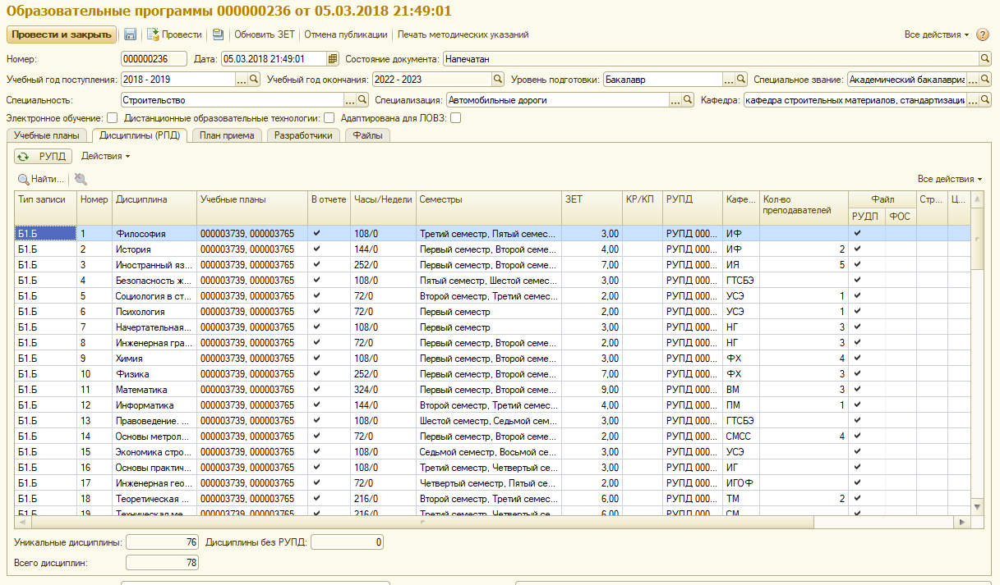 Образовательные программы 000000236 от 05.03.2018 21:49:01
Провести и закрыть Провести Обновить ЗЕТ Отмена публикации Печать методических указаний Все действия
Номер: 000000236 Дата: 05.03.2018 21:49:01 Состояние документа: Напечатан
Учебный год поступления: 2018 - 2019 ... Учебный год окончания: 2022 - 2023 Уровень подготовки: Бакалавр ... Специальное звание: Академический бакалавриа ...
Специальность: Строительство ... Специализация: Автомобильные дороги ... Кафедра: кафедра строительных материалов, стандартизации ...
Электронное обучение: Дистанционные образовательные технологии: Адаптирована для ЛОВЗ:
Учебные планы Дисциплины (РПД) План приема Разработчики Файлы
РУПД Действия
Найти... Все действия
Тип записи Номер Дисциплина Учебные планы В отчете Часы/Недели Семестры ЗЕТ КР/КП РУПД Кафе... Кол-во преподавателей Файл Стр... Ц...
РУДП ФОС
Б1.Б 1 Философия 000003739, 000003765 108/0 Третий семестр, Пятый семес... 3,00 РУПД 000... ИФ
Б1.Б 2 История 000003739, 000003765 144/0 Первый семестр, Второй семе... 4,00 РУПД 000... ИФ 2
Б1.Б 3 Иностранный яз... 000003739, 000003765 252/0 Первый семестр, Второй семе... 7,00 РУПД 000... ИЯ 5
Б1.Б 4 Безопасность ж... 000003739, 000003765 108/0 Пятый семестр, Шестой семес... 3,00 РУПД 000... ГТСБЭ
Б1.Б 5 Социология в ст... 000003739, 000003765 72/0 Второй семестр, Третий семес... 2,00 РУПД 000... УСЭ 1
Б1.Б 6 Психология 000003739, 000003765 72/0 Первый семестр 2,00 РУПД 000... УСЭ 1
Б1.Б 7 Начертательная... 000003739, 000003765 108/0 Первый семестр 3,00 РУПД 000... НГ 3
Б1.Б 8 Инженерная гра... 000003739, 000003765 72/0 Первый семестр, Второй семе... 2,00 РУПД 000... НГ 3
Б1.Б 9 Химия 000003739, 000003765 108/0 Первый семестр, Второй семе... 3,00 РУПД 000... ФХ 4
Б1.Б 10 Физика 000003739, 000003765 252/0 Первый семестр, Второй семе... 7,00 РУПД 000... ФХ 3
Б1.Б 11 Математика 000003739, 000003765 324/0 Первый семестр, Второй семе... 9,00 РУПД 000... ВМ 3
Б1.Б 12 Информатика 000003739, 000003765 144/0 Второй семестр, Третий семес... 4,00 РУПД 000... ПМ 1
Б1.Б 13 Правоведение. ... 000003739, 000003765 108/0 Шестой семестр, Седьмой сем... 3,00 РУПД 000... ГТСБЭ
Б1.Б 14 Основы метрол... 000003739, 000003765 72/0 Первый семестр, Второй семе... 2,00 РУПД 000... СМСС 4
Б1.Б 15 Экономика стро... 000003739, 000003765 108/0 Седьмой семестр, Восьмой се... 3,00 РУПД 000... УСЭ
Б1.Б 16 Основы практич... 000003739, 000003765 108/0 Третий семестр, Четвертый се... 3,00 РУПД 000... ИГ
Б1.Б 17 Инженерная гео... 000003739, 000003765 72/0 Четвертый семестр, Пятый се... 2,00 РУПД 000... ИГОФ
Б1.Б 18 Теоретическая ... 000003739, 000003765 216/0 Второй семестр, Третий семес... 6,00 РУПД 000... ТМ 2
Б1.Б 19 Техническая ме... 000003739, 000003765 216/0 Третий семестр, Четвертый се... 6,00 РУПД 000... СМ
Уникальные дисциплины: 76 Дисциплины без РУПД: 0
Всего дисциплин: 78